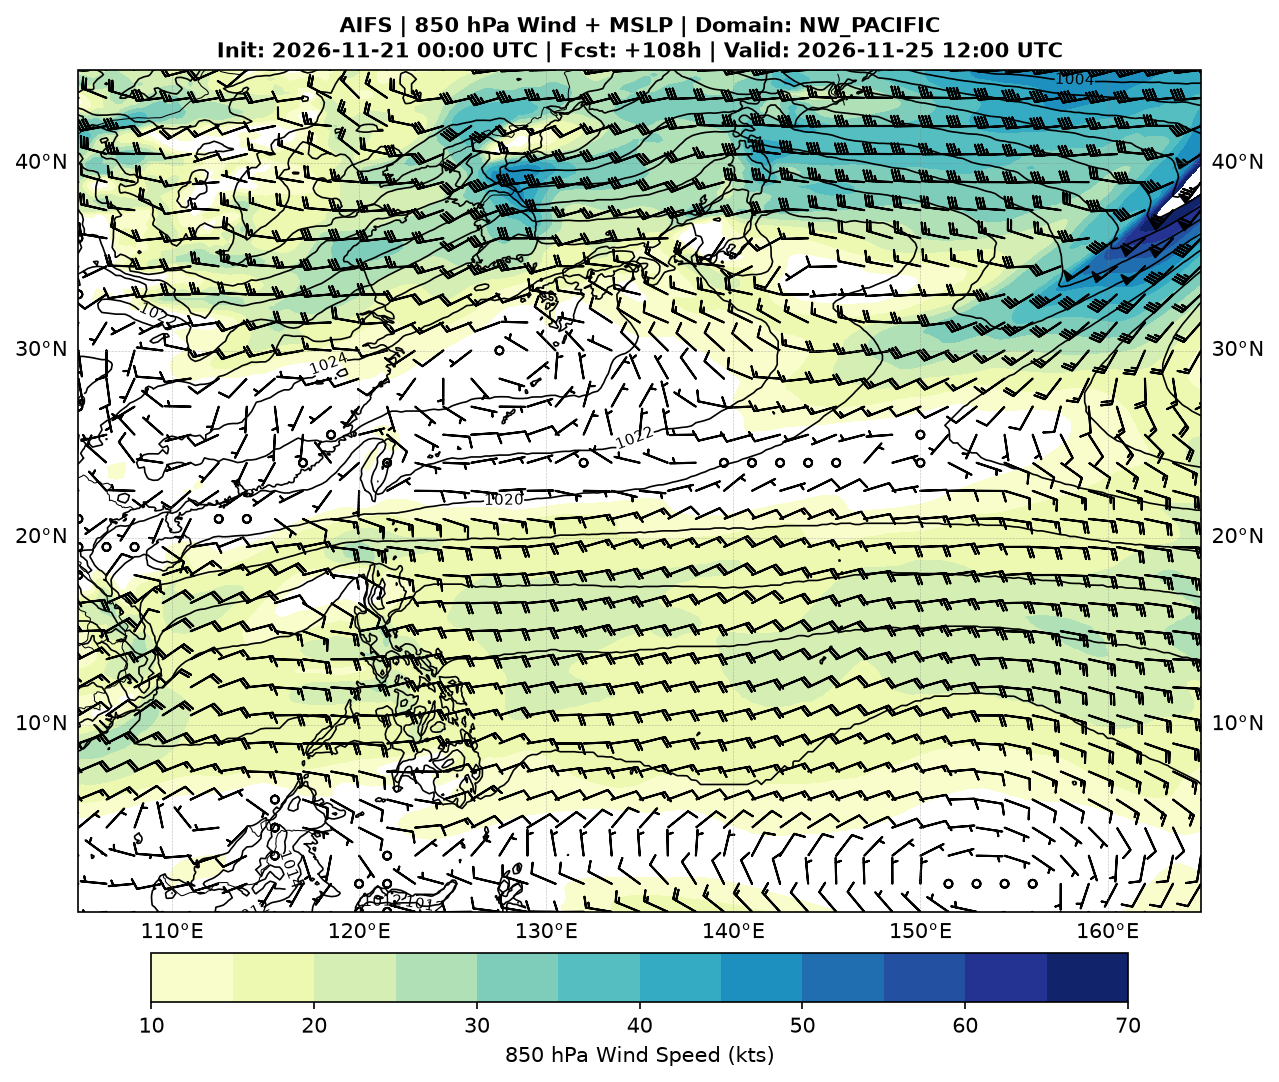 AIFS | 850 hPa Wind + MSLP | Domain: NW_PACIFIC
Init: 2026-11-21 00:00 UTC | Fcst: +108h | Valid: 2026-11-25 12:00 UTC
1004
40°N 40°N
1024
30°N 30°N
1022
1020
20°N 20°N
10°N 10°N
1012
110°E 120°E 130°E 140°E 150°E 160°E
10 20 30 40 50 60 70
850 hPa Wind Speed (kts)